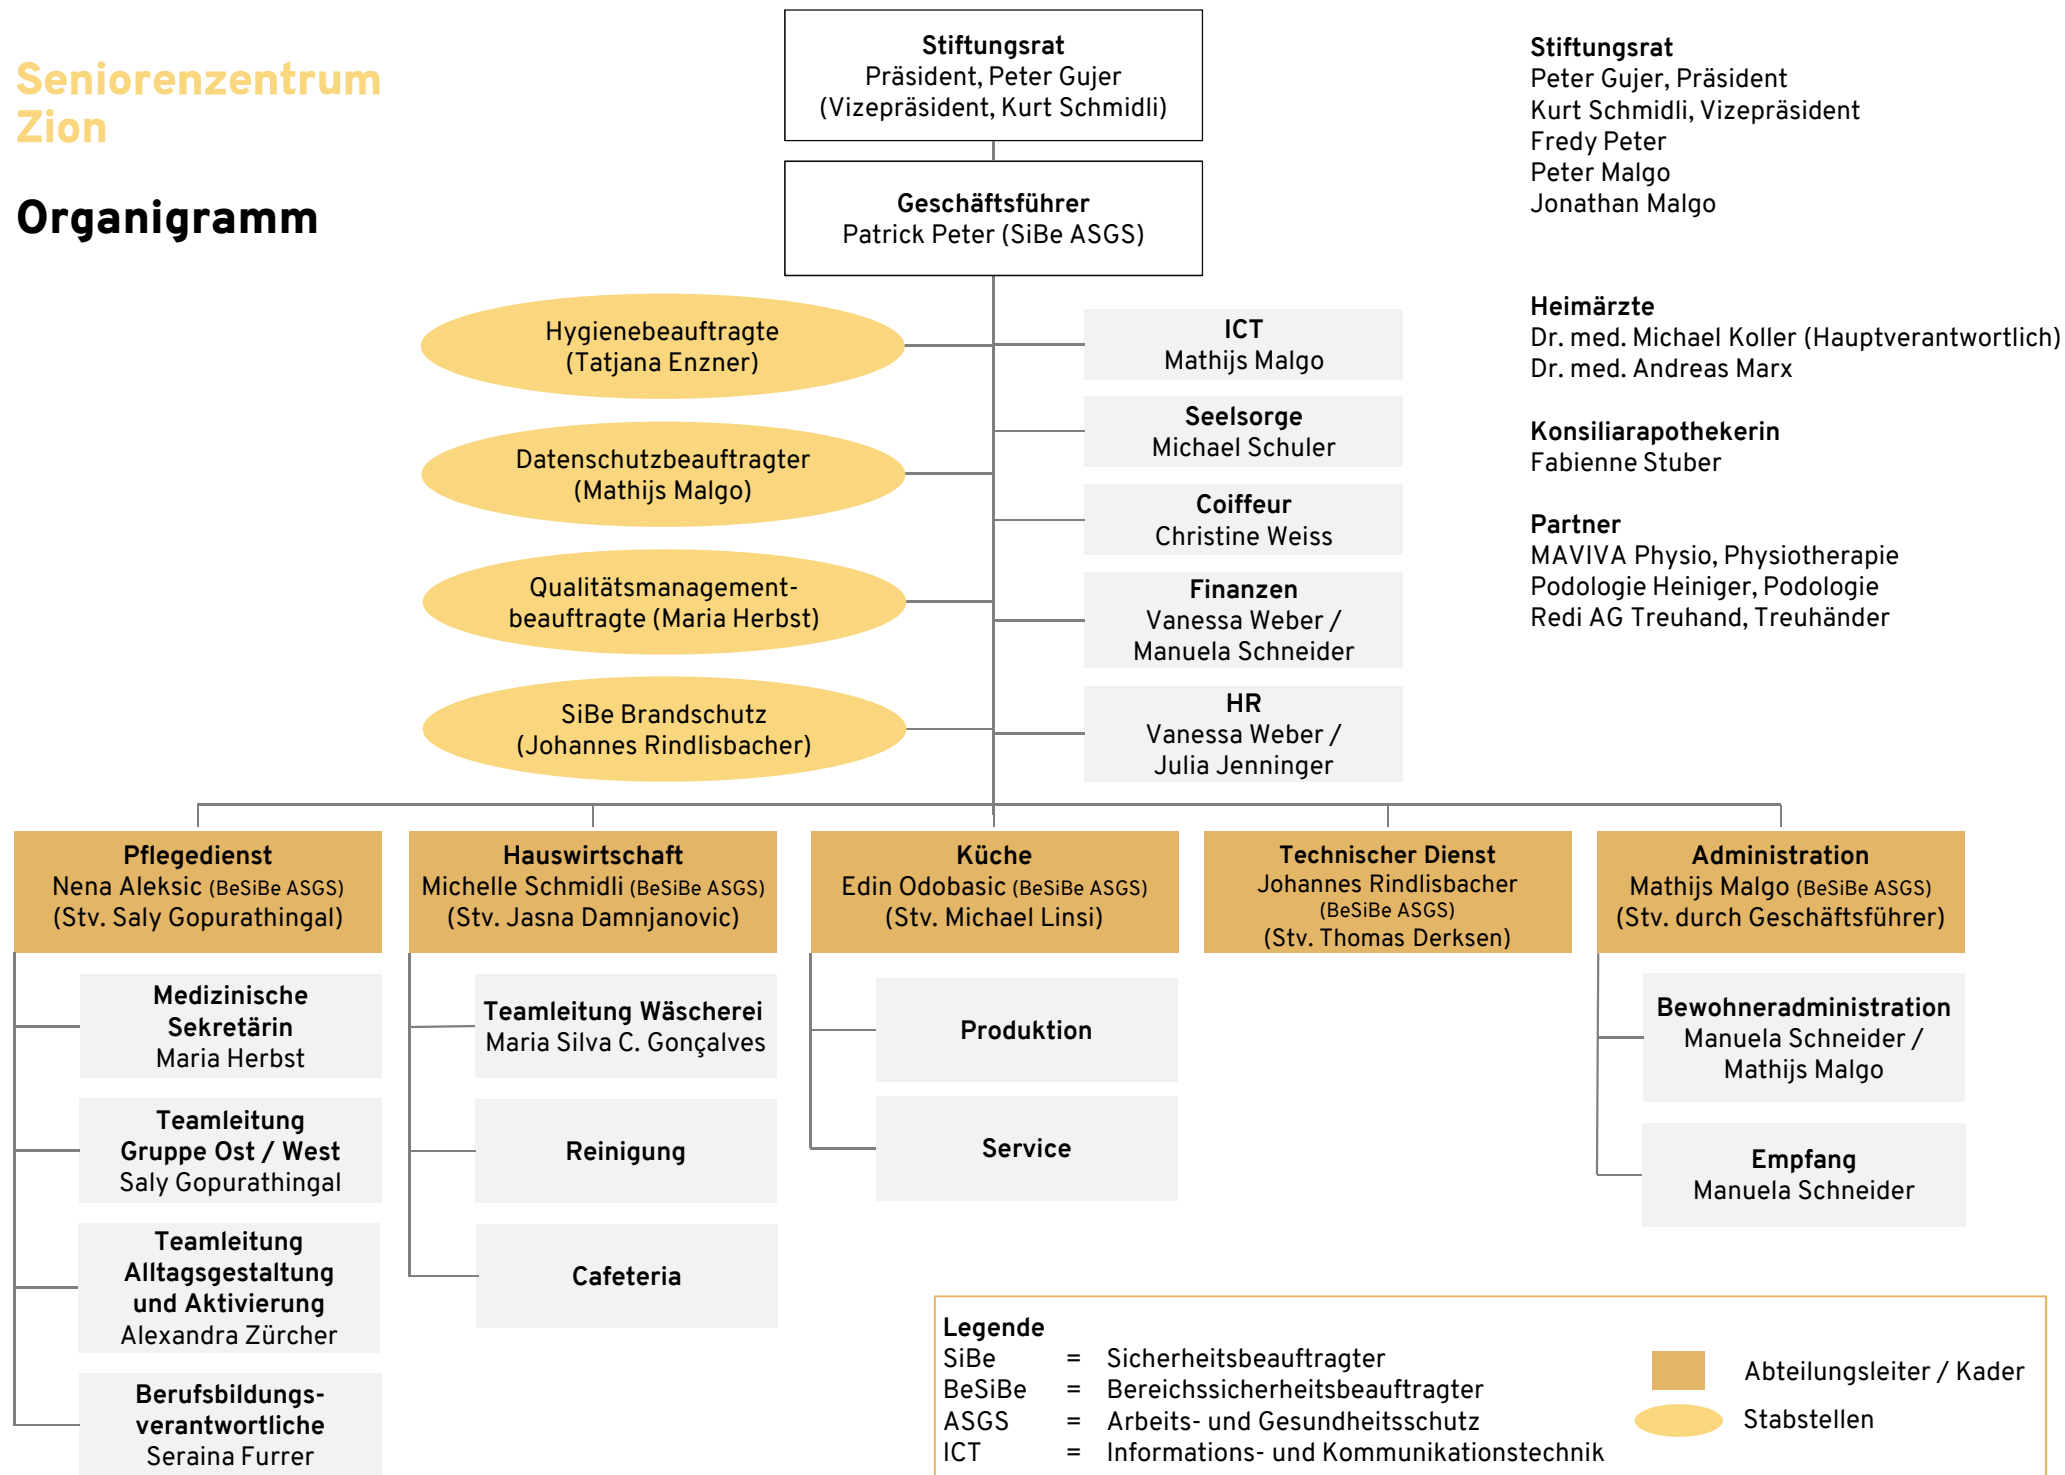 Seniorenzentrum
Zion
Organigramm
Stiftungsrat
Präsident, Peter Gujer
(Vizepräsident, Kurt Schmidli)
Geschäftsführer
Patrick Peter (SiBe ASGS)
Stiftungsrat
Peter Gujer, Präsident
Kurt Schmidli, Vizepräsident
Fredy Peter
Peter Malgo
Jonathan Malgo
Heimärzte
Dr. med. Michael Koller (Hauptverantwortlich)
Dr. med. Andreas Marx
Konsiliarapothekerin
Fabienne Stuber
Partner
MAVIVA Physio, Physiotherapie
Podologie Heiniger, Podologie
Redi AG Treuhand, Treuhänder
Hygienebeauftragte
(Tatjana Enzner)
Datenschutzbeauftragter
(Mathijs Malgo)
Qualitätsmanagement-
beauftragte (Maria Herbst)
SiBe Brandschutz
(Johannes Rindlisbacher)
ICT
Mathijs Malgo
Seelsorge
Michael Schuler
Coiffeur
Christine Weiss
Finanzen
Vanessa Weber /
Manuela Schneider
HR
Vanessa Weber /
Julia Jenninger
Pflegedienst
Nena Aleksic (BeSiBe ASGS)
(Stv. Saly Gopurathingal)
Medizinische
Sekretärin
Maria Herbst
Teamleitung
Gruppe Ost / West
Saly Gopurathingal
Teamleitung
Alltagsgestaltung
und Aktivierung
Alexandra Zürcher
Berufsbildungs-
verantwortliche
Seraina Furrer
Hauswirtschaft
Michelle Schmidli (BeSiBe ASGS)
(Stv. Jasna Damnjanovic)
Teamleitung Wäscherei
Maria Silva C. Gonçalves
Reinigung
Cafeteria
Küche
Edin Odobasic (BeSiBe ASGS)
(Stv. Michael Linsi)
Produktion
Service
Technischer Dienst
Johannes Rindlisbacher
(BeSiBe ASGS)
(Stv. Thomas Derksen)
Administration
Mathijs Malgo (BeSiBe ASGS)
(Stv. durch Geschäftsführer)
Bewohneradministration
Manuela Schneider /
Mathijs Malgo
Empfang
Manuela Schneider
Legende
SiBe = Sicherheitsbeauftragter
BeSiBe = Bereichssicherheitsbeauftragter
ASGS = Arbeits- und Gesundheitsschutz
ICT = Informations- und Kommunikationstechnik
Abteilungsleiter / Kader
Stabstellen